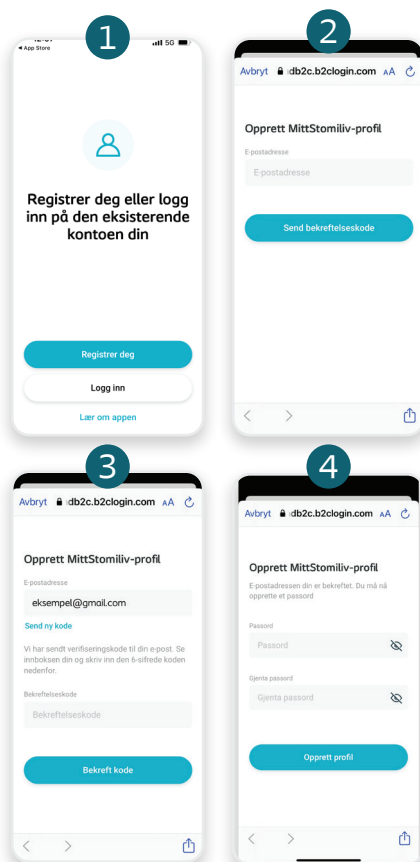 1
App Store
5G
Registrer deg eller logg
inn på den eksisterende
kontoen din
Registrer deg
Logg inn
Lær om appen
2
Avbryt db2c.b2clogin.com AA
Opprett MittStomiliv-profil
E-postadresse
E-postadresse
Send bekreftelseskode
3
Avbryt db2c.b2clogin.com AA
Opprett MittStomiliv-profil
E-postadresse
eksempel@gmail.com
Send ny kode
Vi har sendt verifiseringskode til din e-post. Se
innboksen din og skriv inn den 6-sifrede koden
nedenfor.
Bekreftelseskode
Bekreftelseskode
Bekreft kode
4
Avbryt db2c.b2clogin.com AA
Opprett MittStomiliv-profil
E-postadressen din er bekreftet. Du må nå
opprette et passord
Passord
Passord
Gjenta passord
Gjenta passord
Opprett profil